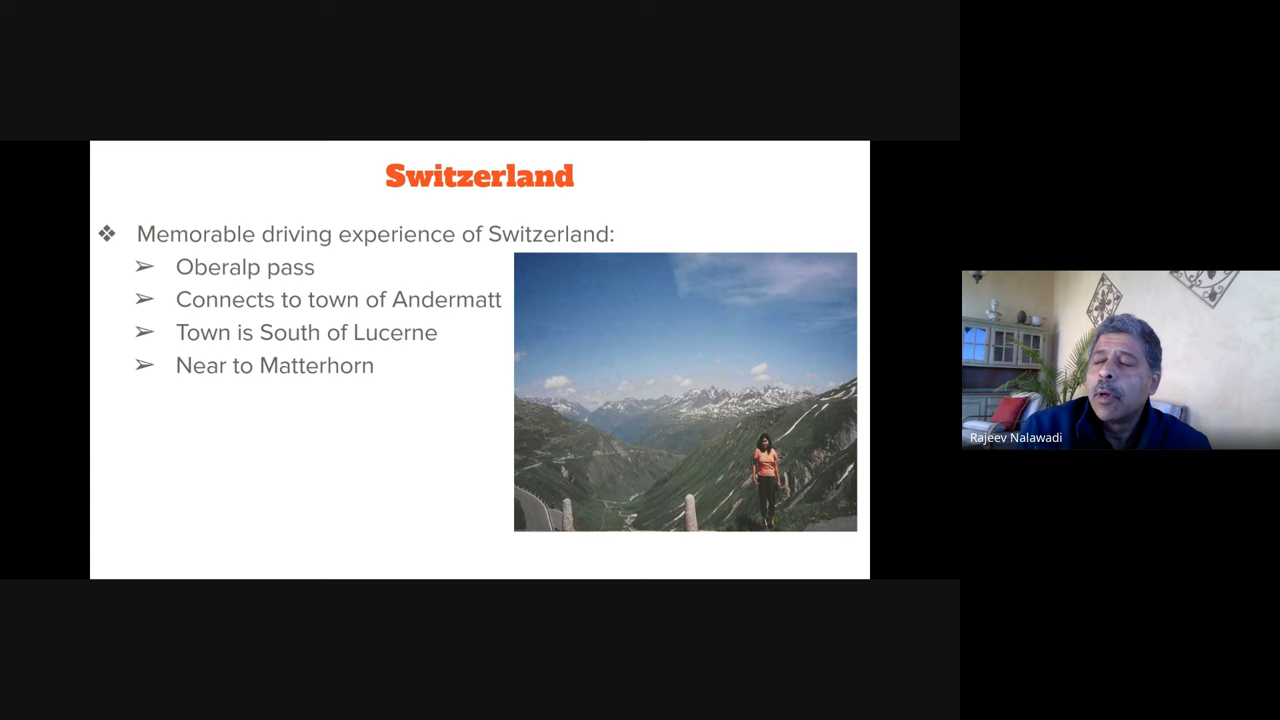 Switzerland
❖ Memorable driving experience of Switzerland:
➢ Oberalp pass
➢ Connects to town of Andermatt
➢ Town is South of Lucerne
➢ Near to Matterhorn
Rajeev Nalawadi